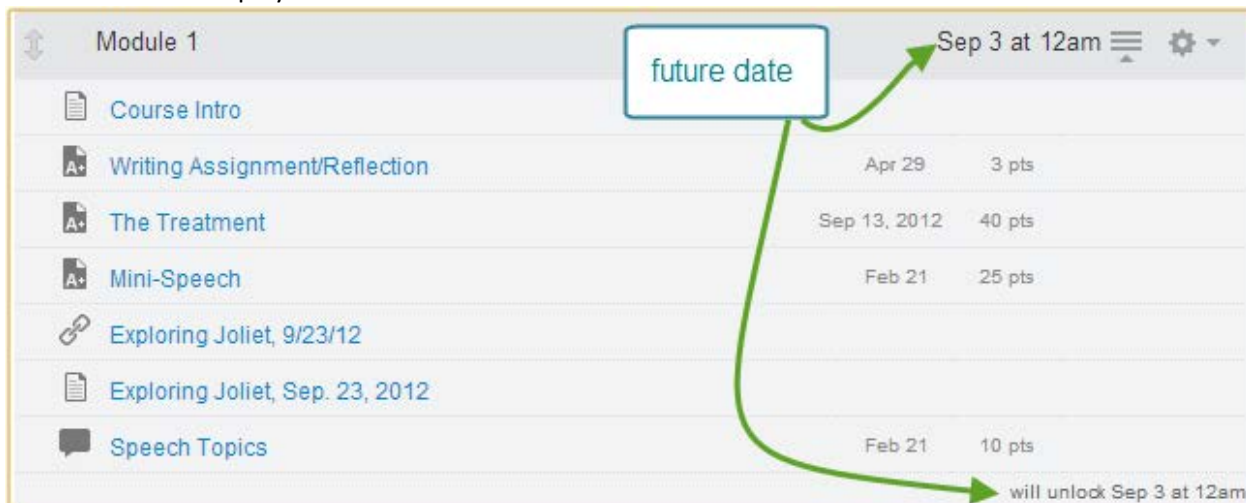 Module 1 Sep 3 at 12am
future date
Course Intro
A+ Writing Assignment/Reflection Apr 29 3 pts
A+ The Treatment Sep 13, 2012 40 pts
A+ Mini-Speech Feb 21 25 pts
Exploring Joliet, 9/23/12
Exploring Joliet, Sep. 23, 2012
Speech Topics Feb 21 10 pts
will unlock Sep 3 at 12am